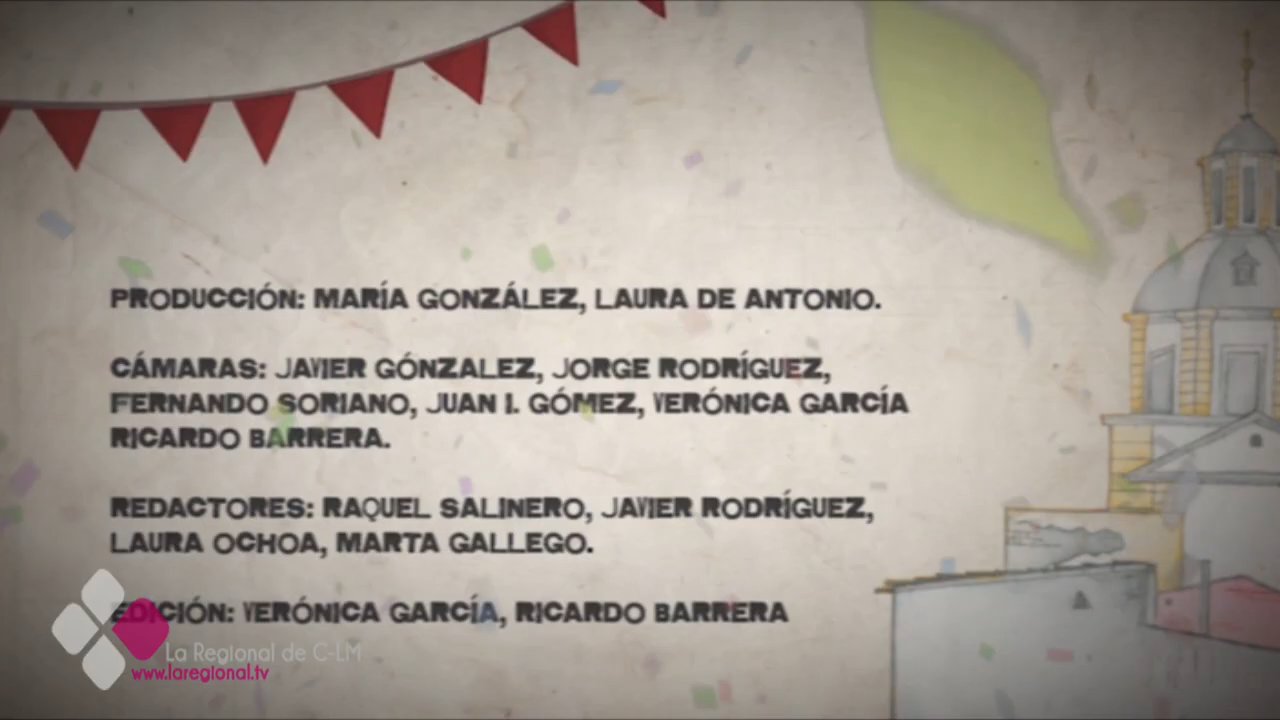 PRODUCCIÓN: MARÍA GONZÁLEZ, LAURA DE ANTONIO.
CÁMARAS: JAVIER GÓNZALEZ, JORGE RODRÍGUEZ,
FERNANDO SORIANO, JUAN I. GÓMEZ, VERÓNICA GARCÍA
RICARDO BARRERA.
REDACTORES: RAQUEL SALINERO, JAVIER RODRÍGUEZ,
LAURA OCHOA, MARTA GALLEGO.
EDICIÓN: VERÓNICA GARCÍA, RICARDO BARRERA
La Regional de C-LM
www.laregional.tv